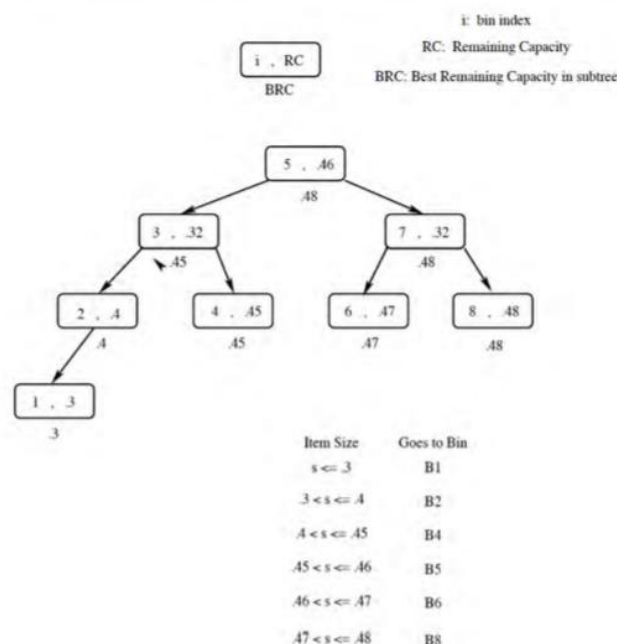 i: bin index
i , RC
RC: Remaining Capacity
BRC
BRC: Best Remaining Capacity in subtree
5 , .46
.48
3 , .32
7 , .32
.45
.48
2 , .4
4 , .45
6 , .47
8 , .48
.4
.45
.47
.48
1 , .3
.3
Item Size Goes to Bin
s <= .3 B1
.3 < s <= .4 B2
.4 < s <= .45 B4
.45 < s <= .46 B5
.46 < s <= .47 B6
.47 < s <= .48 B8